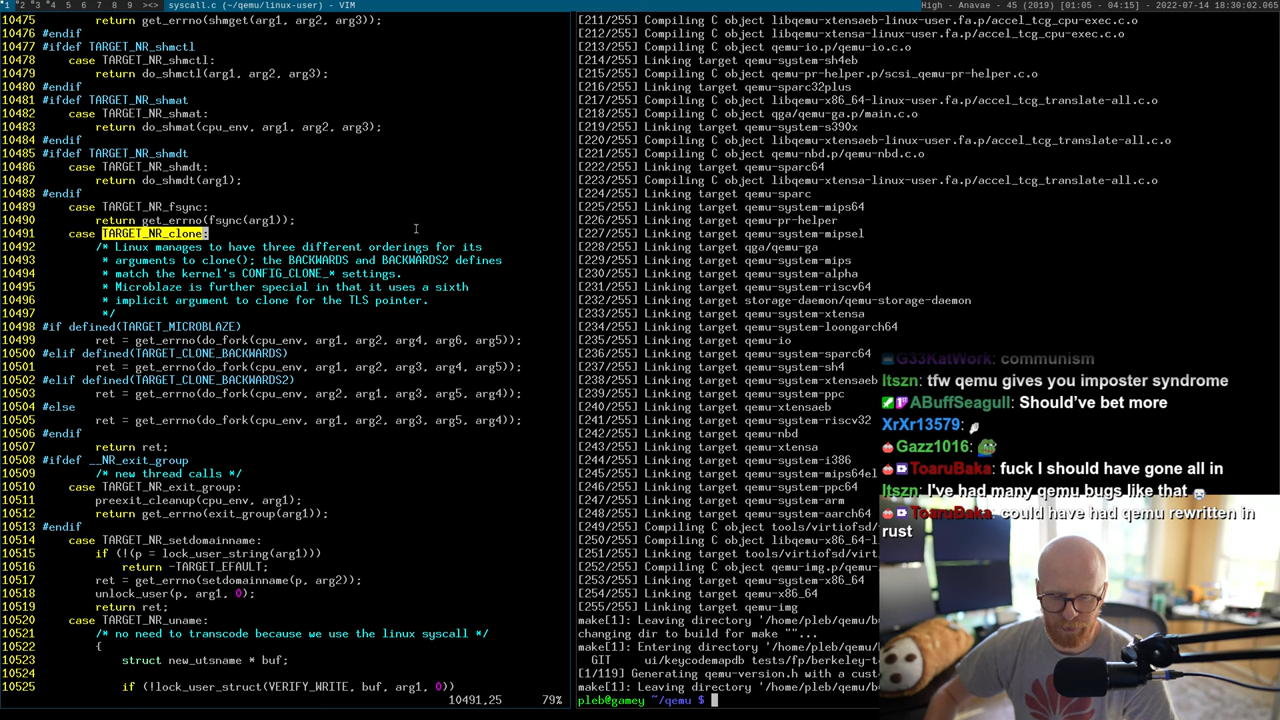 1 2 3 4 5 6 7 8 9 ><> syscall.c (~/qemu/linux-user) - VIM
High - Anavae - 45 (2019) [01:05 - 04:15] - 2022-07-14 18:30:02.065
10475 return get_errno(shmget(arg1, arg2, arg3));
10476 #endif
10477 #ifdef TARGET_NR_shmctl
10478 case TARGET_NR_shmctl:
10479 return do_shmctl(arg1, arg2, arg3);
10480 #endif
10481 #ifdef TARGET_NR_shmat
10482 case TARGET_NR_shmat:
10483 return do_shmat(cpu_env, arg1, arg2, arg3);
10484 #endif
10485 #ifdef TARGET_NR_shmdt
10486 case TARGET_NR_shmdt:
10487 return do_shmdt(arg1);
10488 #endif
10489 case TARGET_NR_fsync:
10490 return get_errno(fsync(arg1));
10491 case TARGET_NR_clone:
10492 /* Linux manages to have three different orderings for its
10493 * arguments to clone(); the BACKWARDS and BACKWARDS2 defines
10494 * match the kernel's CONFIG_CLONE_* settings.
10495 * Microblaze is further special in that it uses a sixth
10496 * implicit argument to clone for the TLS pointer.
10497 */
10498 #if defined(TARGET_MICROBLAZE)
10499 ret = get_errno(do_fork(cpu_env, arg1, arg2, arg4, arg6, arg5));
10500 #elif defined(TARGET_CLONE_BACKWARDS)
10501 ret = get_errno(do_fork(cpu_env, arg1, arg2, arg3, arg4, arg5));
10502 #elif defined(TARGET_CLONE_BACKWARDS2)
10503 ret = get_errno(do_fork(cpu_env, arg2, arg1, arg3, arg5, arg4));
10504 #else
10505 ret = get_errno(do_fork(cpu_env, arg1, arg2, arg3, arg5, arg4));
10506 #endif
10507 return ret;
10508 #ifdef __NR_exit_group
10509 /* new thread calls */
10510 case TARGET_NR_exit_group:
10511 preexit_cleanup(cpu_env, arg1);
10512 return get_errno(exit_group(arg1));
10513 #endif
10514 case TARGET_NR_setdomainname:
10515 if (!(p = lock_user_string(arg1)))
10516 return -TARGET_EFAULT;
10517 ret = get_errno(setdomainname(p, arg2));
10518 unlock_user(p, arg1, 0);
10519 return ret;
10520 case TARGET_NR_uname:
10521 /* no need to transcode because we use the linux syscall */
10522 {
10523 struct new_utsname * buf;
10524
10525 if (!lock_user_struct(VERIFY_WRITE, buf, arg1, 0))
10491,25 79%
[211/255] Compiling C object libqemu-xtensaeb-linux-user.fa.p/accel_tcg_cpu-exec.c.o
[212/255] Compiling C object libqemu-xtensa-linux-user.fa.p/accel_tcg_cpu-exec.c.o
[213/255] Compiling C object qemu-io.p/qemu-io.c.o
[214/255] Linking target qemu-system-sh4eb
[215/255] Compiling C object qemu-pr-helper.p/scsi_qemu-pr-helper.c.o
[216/255] Linking target qemu-sparc32plus
[217/255] Compiling C object libqemu-x86_64-linux-user.fa.p/accel_tcg_translate-all.c.o
[218/255] Compiling C object qga/qemu-ga.p/main.c.o
[219/255] Linking target qemu-system-s390x
[220/255] Compiling C object libqemu-xtensaeb-linux-user.fa.p/accel_tcg_translate-all.c.o
[221/255] Compiling C object qemu-nbd.p/qemu-nbd.c.o
[222/255] Linking target qemu-sparc64
[223/255] Compiling C object libqemu-xtensa-linux-user.fa.p/accel_tcg_translate-all.c.o
[224/255] Linking target qemu-sparc
[225/255] Linking target qemu-system-mips64
[226/255] Linking target qemu-pr-helper
[227/255] Linking target qemu-system-mipsel
[228/255] Linking target qga/qemu-ga
[229/255] Linking target qemu-system-mips
[230/255] Linking target qemu-system-alpha
[231/255] Linking target qemu-system-riscv64
[232/255] Linking target storage-daemon/qemu-storage-daemon
[233/255] Linking target qemu-system-xtensa
[234/255] Linking target qemu-system-loongarch64
[235/255] Linking target qemu-io
[236/255] Linking target qemu-system-sparc64
[237/255] Linking target qemu-system-sh4
[238/255] Linking target qemu-system-xtensaeb
[239/255] Linking target qemu-system-ppc
[240/255] Linking target qemu-xtensaeb
[241/255] Linking target qemu-system-riscv32
[242/255] Linking target qemu-nbd
[243/255] Linking target qemu-xtensa
[244/255] Linking target qemu-system-i386
[245/255] Linking target qemu-system-mips64el
[246/255] Linking target qemu-system-ppc64
[247/255] Linking target qemu-system-arm
[248/255] Linking target qemu-system-aarch64
[249/255] Compiling C object tools/virtiofsd/
[250/255] Compiling C object libqemu-x86_64-l
[251/255] Linking target tools/virtiofsd/virt
[252/255] Compiling C object qemu-img.p/qemu-
[253/255] Linking target qemu-system-x86_64
[254/255] Linking target qemu-x86_64
[255/255] Linking target qemu-img
make[1]: Leaving directory '/home/pleb/qemu/b
changing dir to build for make ""...
make[1]: Entering directory '/home/pleb/qemu/
GIT ui/keycodemapdb tests/fp/berkeley-te
[1/119] Generating qemu-version.h with a cust
make[1]: Leaving directory '/home/pleb/qemu/b
pleb@gamey ~/qemu $
G33KatWork: communism
Itszn: tfw qemu gives you imposter syndrome
ABuffSeagull: Should've bet more
XrXr13579:
Gazz1016:
ToaruBaka: fuck I should have gone all in
Itszn: I've had many qemu bugs like that
ToaruBaka: could have had qemu rewritten in
rust